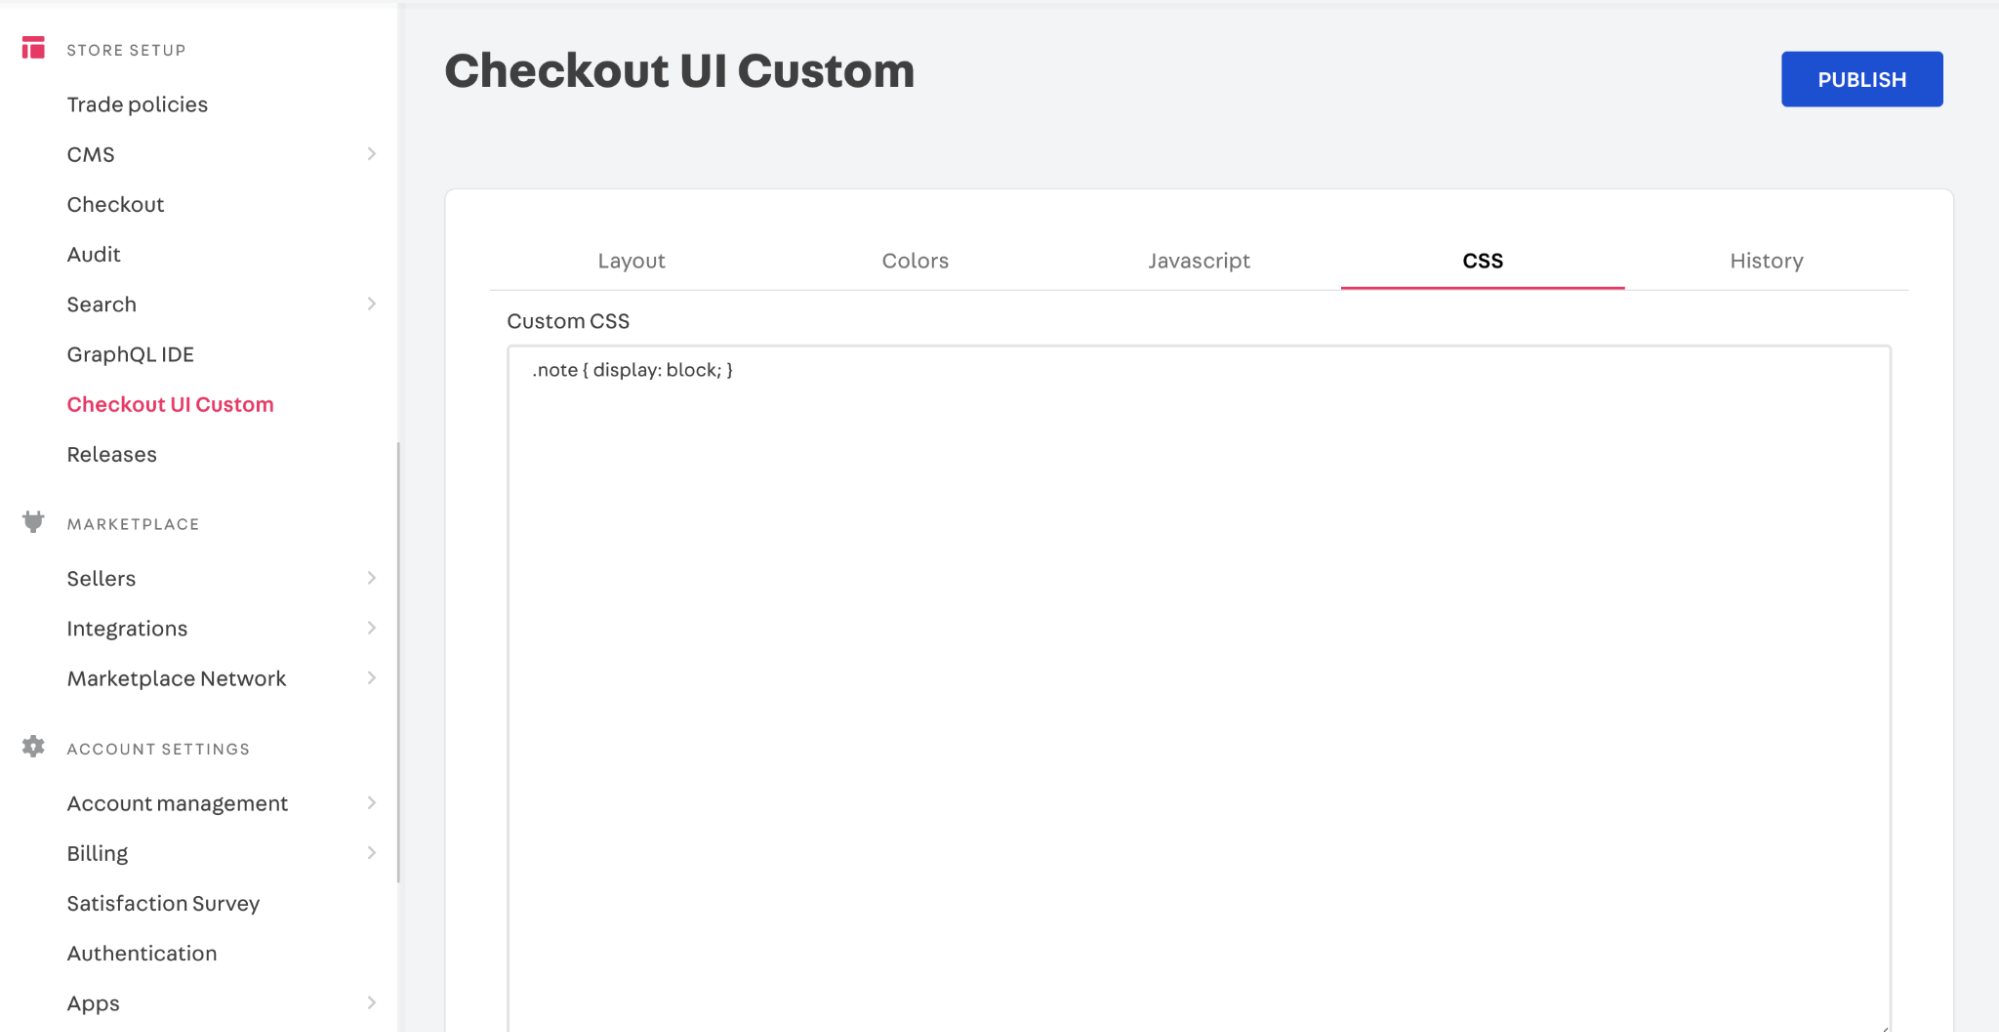 STORE SETUP
Trade policies
CMS
Checkout
Audit
Search
GraphQL IDE
Checkout UI Custom
Releases
MARKETPLACE
Sellers
Integrations
Marketplace Network
ACCOUNT SETTINGS
Account management
Billing
Satisfaction Survey
Authentication
Apps
Checkout UI Custom
PUBLISH
Layout Colors Javascript CSS History
Custom CSS
.note { display: block; }